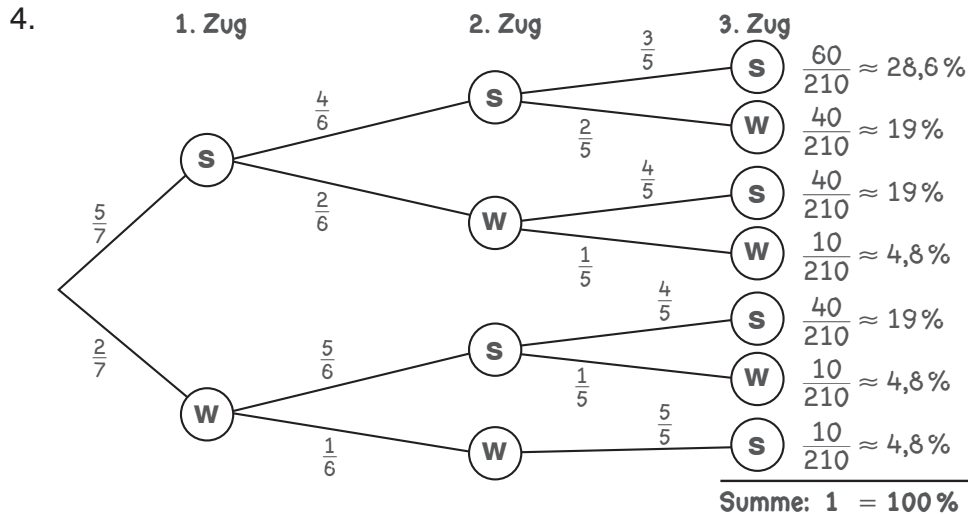 4.
1. Zug 2. Zug 3. Zug
3/5 S 60/210 ≈ 28,6 %
4/6 S
2/5 W 40/210 ≈ 19 %
S
4/5 S 40/210 ≈ 19 %
5/7 2/6 W
1/5 W 10/210 ≈ 4,8 %
4/5 S 40/210 ≈ 19 %
2/7 5/6 S
1/5 W 10/210 ≈ 4,8 %
W
5/5 S 10/210 ≈ 4,8 %
1/6 W
Summe: 1 = 100 %